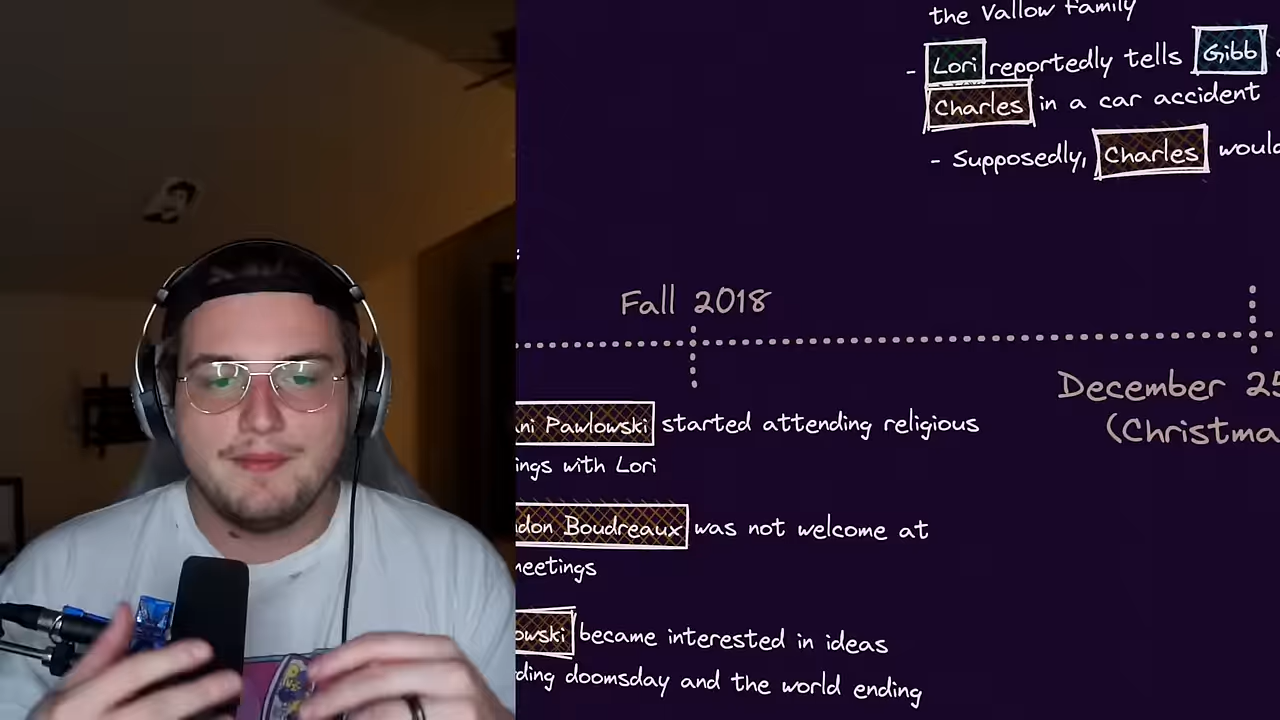 the Vallow Family
- Lori reportedly tells Gibb
Charles in a car accident
- Supposedly, Charles would
Fall 2018
December 25
(Christma
ni Pawlowski started attending religious
ings with Lori
don Boudreaux was not welcome at
meetings
owski became interested in ideas
ding doomsday and the world ending